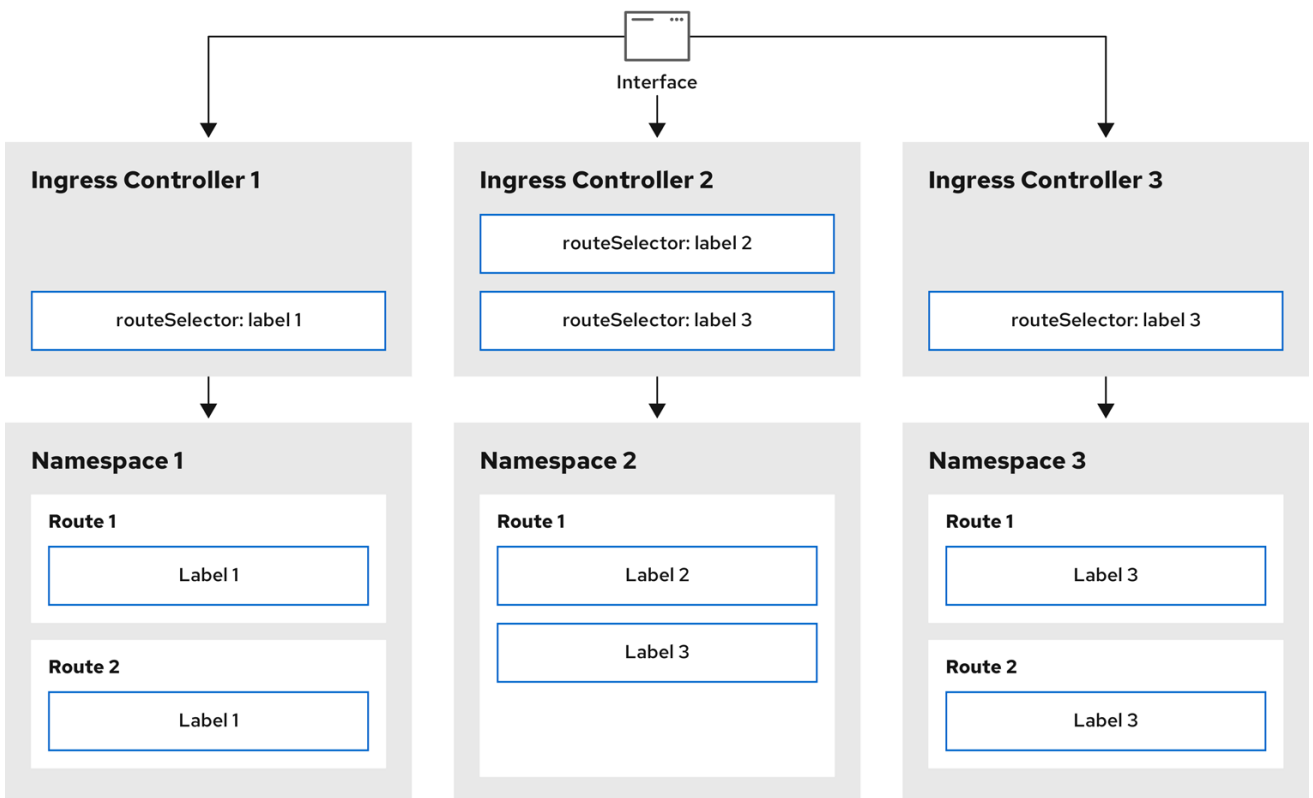 Interface
Ingress Controller 1
routeSelector: label 1
Ingress Controller 2
routeSelector: label 2
routeSelector: label 3
Ingress Controller 3
routeSelector: label 3
Namespace 1
Route 1
Label 1
Route 2
Label 1
Namespace 2
Route 1
Label 2
Label 3
Namespace 3
Route 1
Label 3
Route 2
Label 3